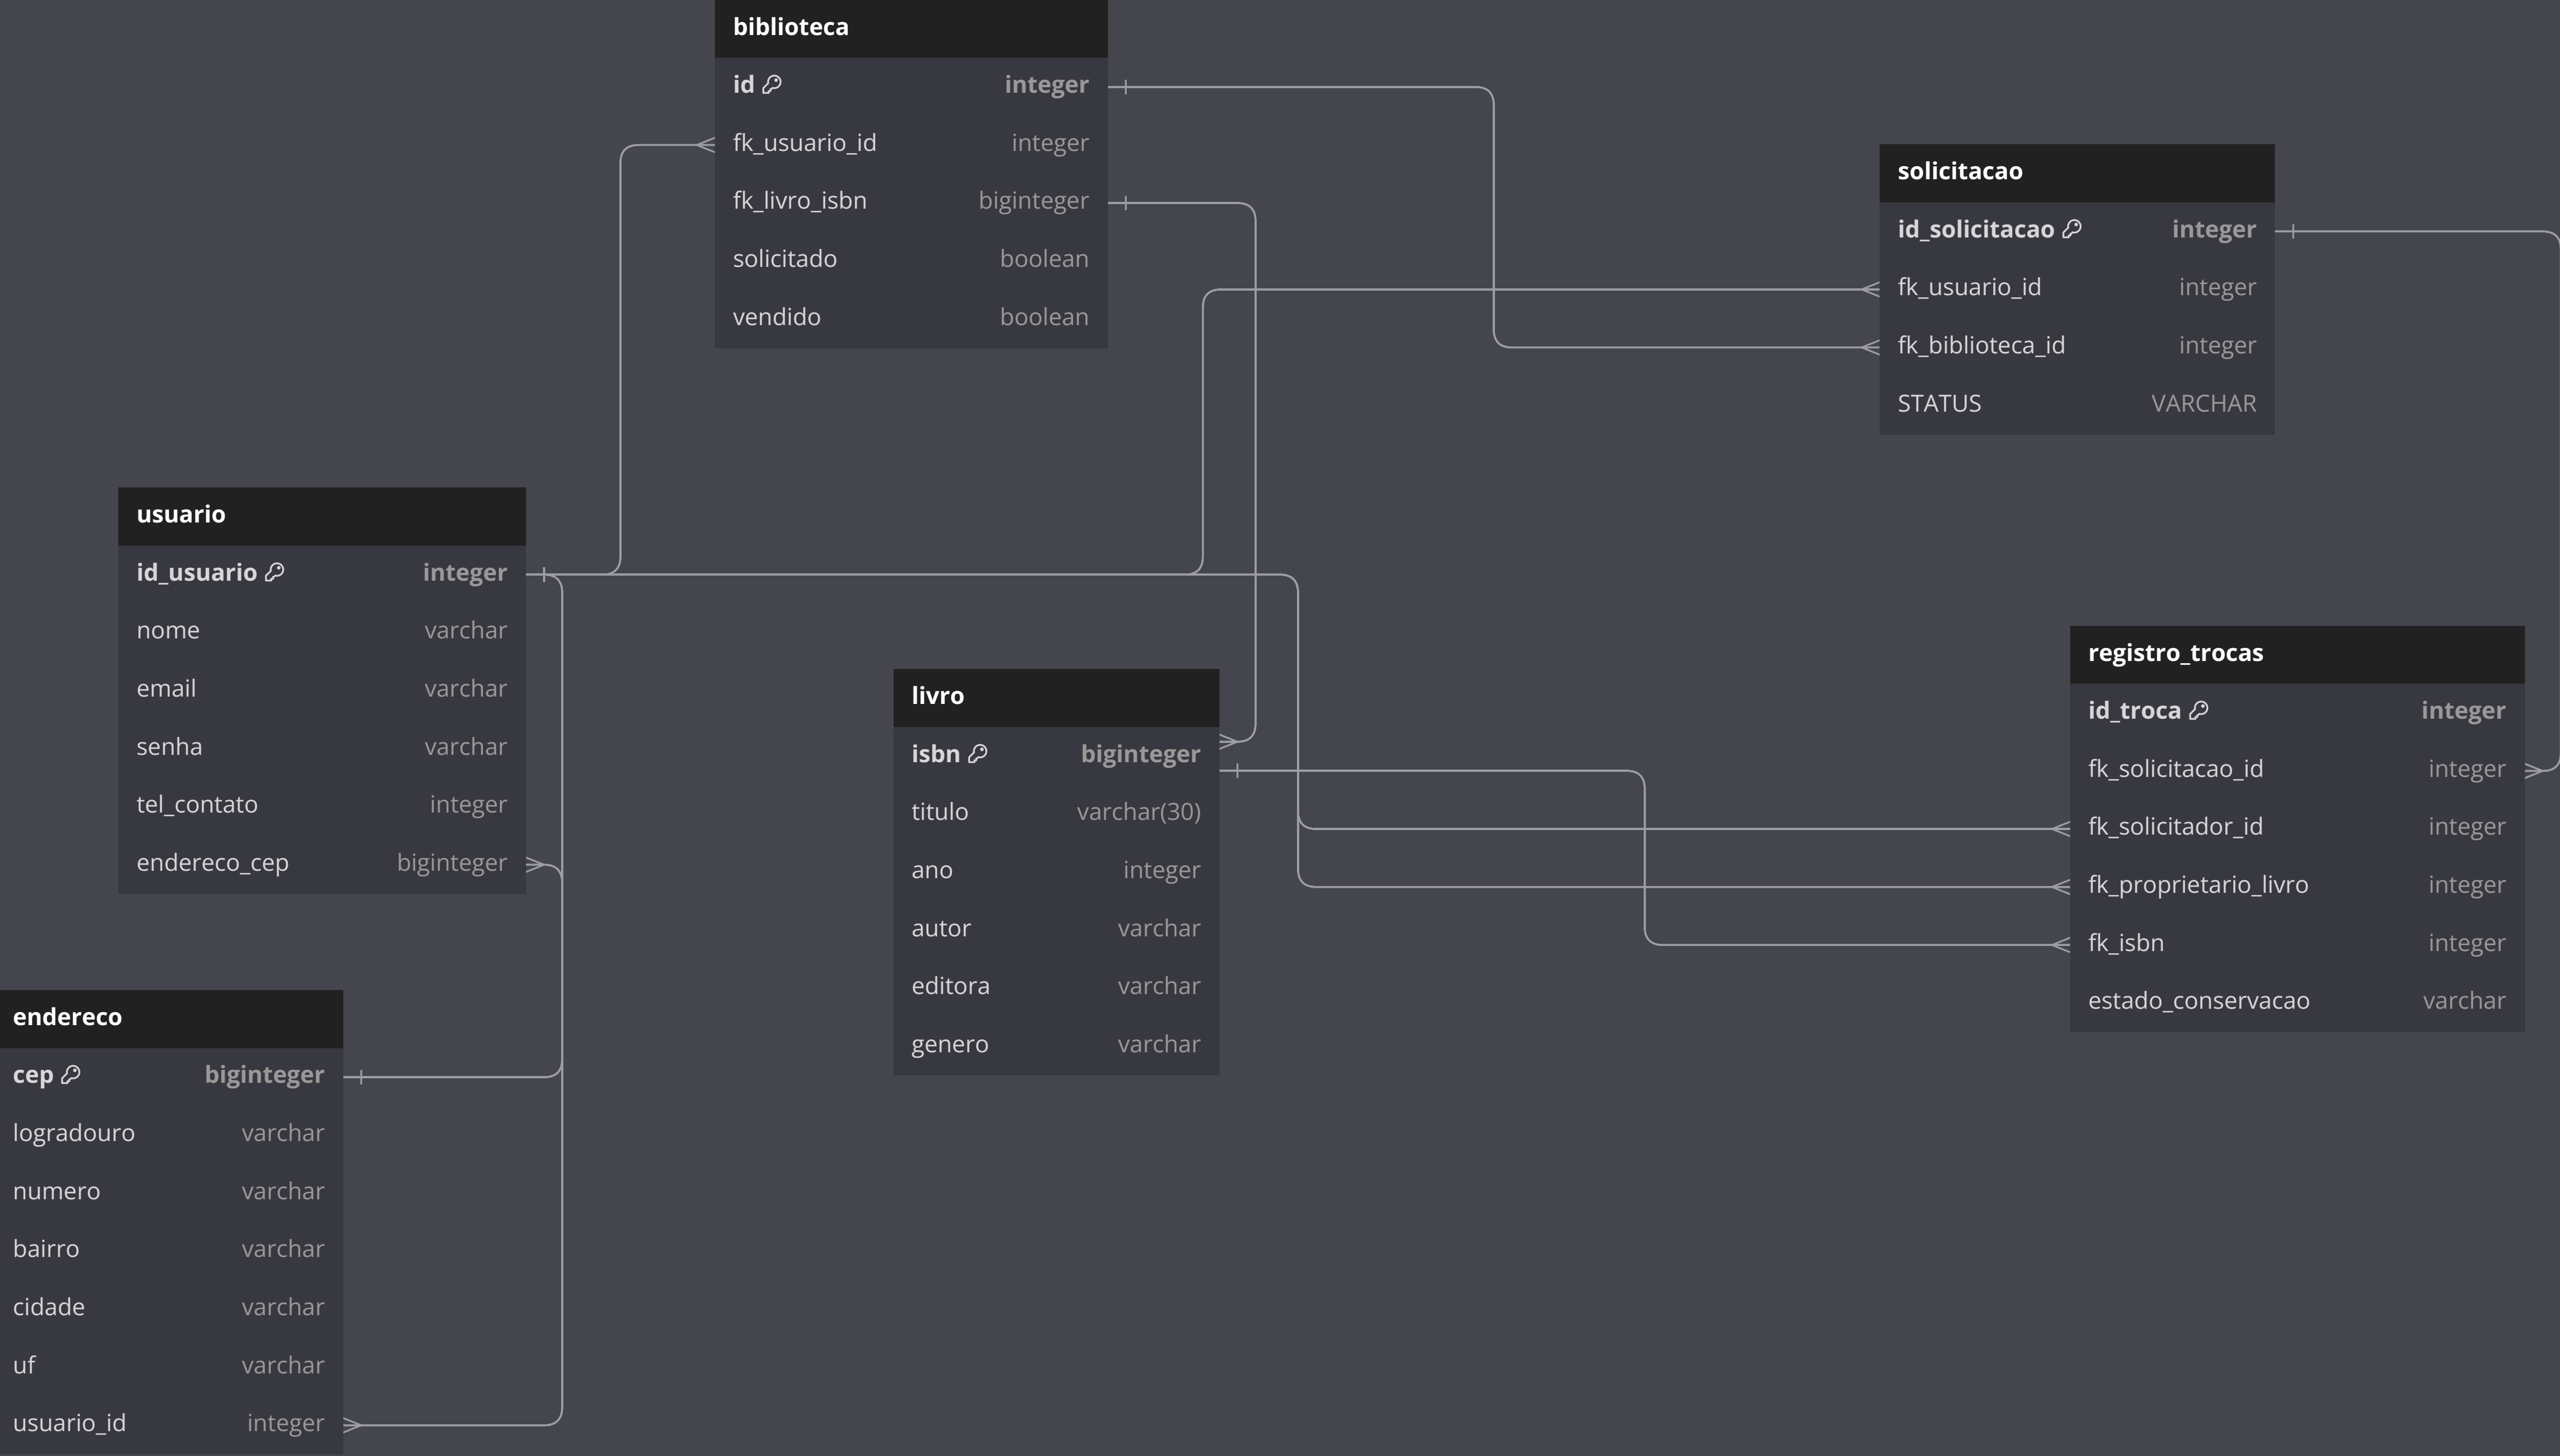 biblioteca
id integer
fk_usuario_id integer
fk_livro_isbn biginteger
solicitado boolean
vendido boolean
solicitacao
id_solicitacao integer
fk_usuario_id integer
fk_biblioteca_id integer
STATUS VARCHAR
usuario
id_usuario integer
nome varchar
email varchar
senha varchar
tel_contato integer
endereco_cep biginteger
livro
isbn biginteger
titulo varchar(30)
ano integer
autor varchar
editora varchar
genero varchar
registro_trocas
id_troca integer
fk_solicitacao_id integer
fk_solicitador_id integer
fk_proprietario_livro integer
fk_isbn integer
estado_conservacao varchar
endereco
cep biginteger
logradouro varchar
numero varchar
bairro varchar
cidade varchar
uf varchar
usuario_id integer